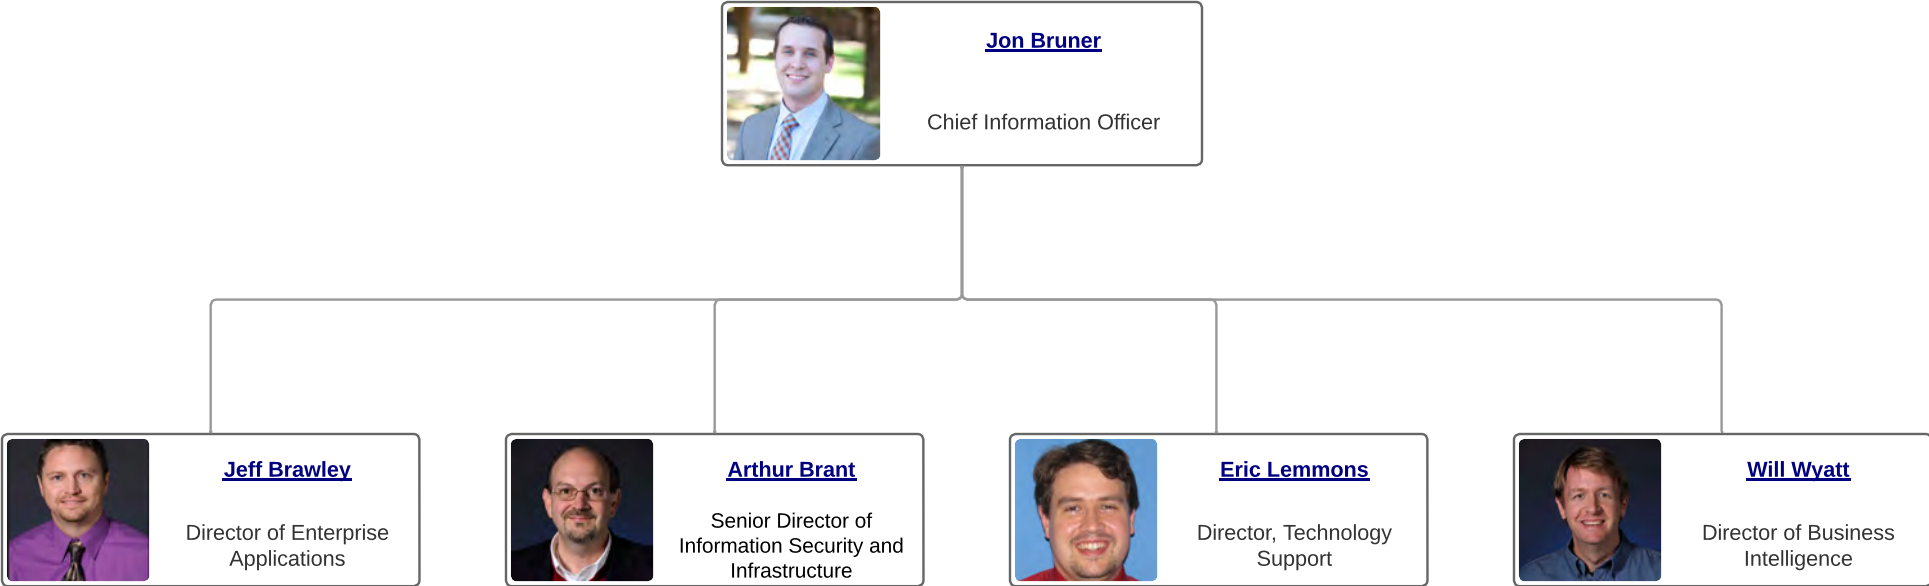 Jon Bruner
Chief Information Officer
Jeff Brawley
Director of Enterprise
Applications
Arthur Brant
Senior Director of
Information Security and
Infrastructure
Eric Lemmons
Director, Technology
Support
Will Wyatt
Director of Business
Intelligence